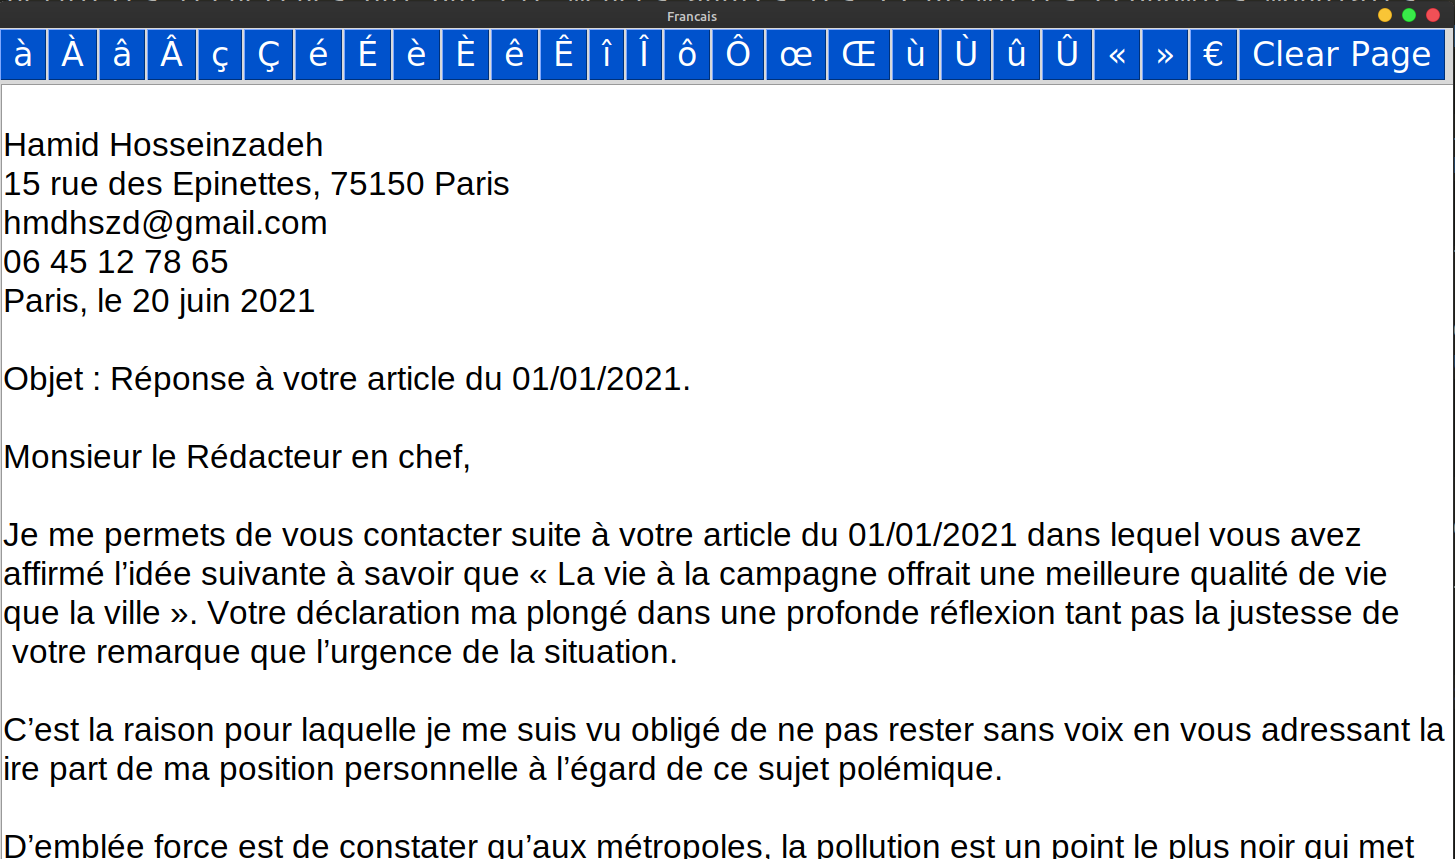 Francais
à À â Â ç Ç é É è È ê Ê î Î ô Ô œ Œ ù Ù û Û « » € Clear Page
Hamid Hosseinzadeh
15 rue des Epinettes, 75150 Paris
hmdhszd@gmail.com
06 45 12 78 65
Paris, le 20 juin 2021
Objet : Réponse à votre article du 01/01/2021.
Monsieur le Rédacteur en chef,
Je me permets de vous contacter suite à votre article du 01/01/2021 dans lequel vous avez
affirmé l’idée suivante à savoir que « La vie à la campagne offrait une meilleure qualité de vie
que la ville ». Votre déclaration ma plongé dans une profonde réflexion tant pas la justesse de
votre remarque que l’urgence de la situation.
C’est la raison pour laquelle je me suis vu obligé de ne pas rester sans voix en vous adressant la
ire part de ma position personnelle à l’égard de ce sujet polémique.
D’emblée force est de constater qu’aux métropoles, la pollution est un point le plus noir qui met